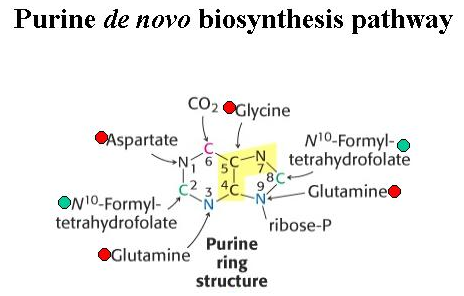 Purine de novo biosynthesis pathway
CO2 Glycine
Aspartate
N10-Formyl-
tetrahydrofolate
C
6
N
1
5
C
N
7
8
C
C
2
3
4
C
9
N
N
N10-Formyl-
tetrahydrofolate
Glutamine
ribose-P
Glutamine
Purine
ring
structure